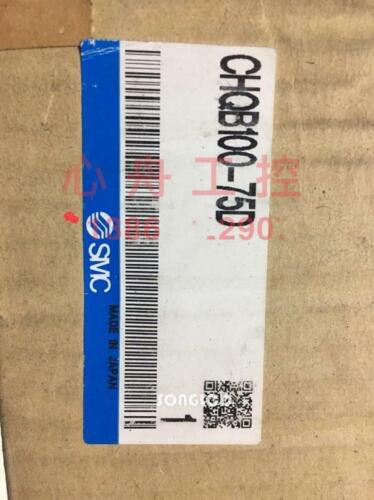 CHQB100-75D
心舟工控
SMC
MADE IN JAPAN
1